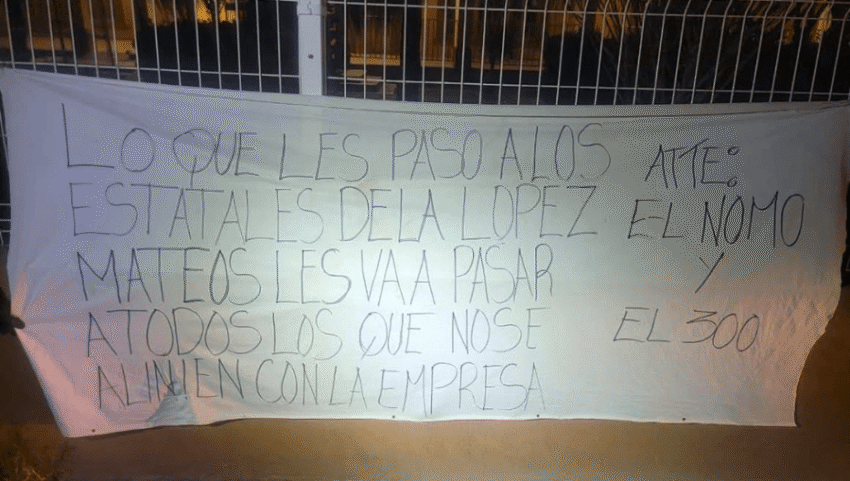 LO QUE LES PASO A LOS
ESTATALES DE LA LOPEZ
MATEOS LES VA A PASAR
A TODOS LOS QUE NO SE
ALINIEN CON LA EMPRESA
ATTE:
EL NOMO
Y
EL 300